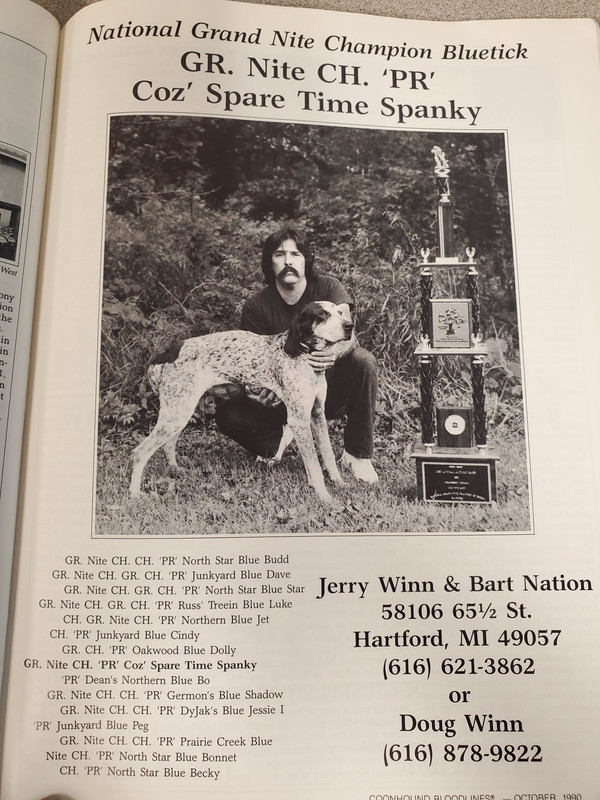 National Grand Nite Champion Bluetick
GR. Nite CH. 'PR'
Coz' Spare Time Spanky
West
GR. Nite CH. CH. 'PR' North Star Blue Budd
GR. Nite CH. GR. CH. 'PR' Junkyard Blue Dave
GR. Nite CH. GR. CH. 'PR' North Star Blue Star
GR. Nite CH. GR. CH. 'PR' Russ' Treein Blue Luke
CH. GR. Nite CH. 'PR' Northern Blue Jet
CH. 'PR' Junkyard Blue Cindy
GR. CH. 'PR' Oakwood Blue Dolly
GR. Nite CH. 'PR' Coz' Spare Time Spanky
'PR' Dean's Northern Blue Bo
GR. Nite CH. CH. 'PR' Germon's Blue Shadow
GR. Nite CH. 'PR' DyJak's Blue Jessie I
'PR' Junkyard Blue Peg
GR. Nite CH. CH. 'PR' Prairie Creek Blue
Nite CH. 'PR' North Star Blue Bonnet
CH. 'PR' North Star Blue Becky
Jerry Winn & Bart Nation
58106 65½ St.
Hartford, MI 49057
(616) 621-3862
or
Doug Winn
(616) 878-9822
COONHOUND BLOODLINES® — OCTOBER, 1990